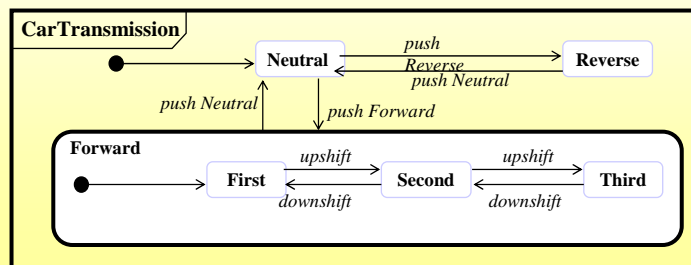 CarTransmission
push
Neutral
Reverse
Reverse
push Neutral
push Neutral
push Forward
Forward
upshift
upshift
First
Second
Third
downshift
downshift